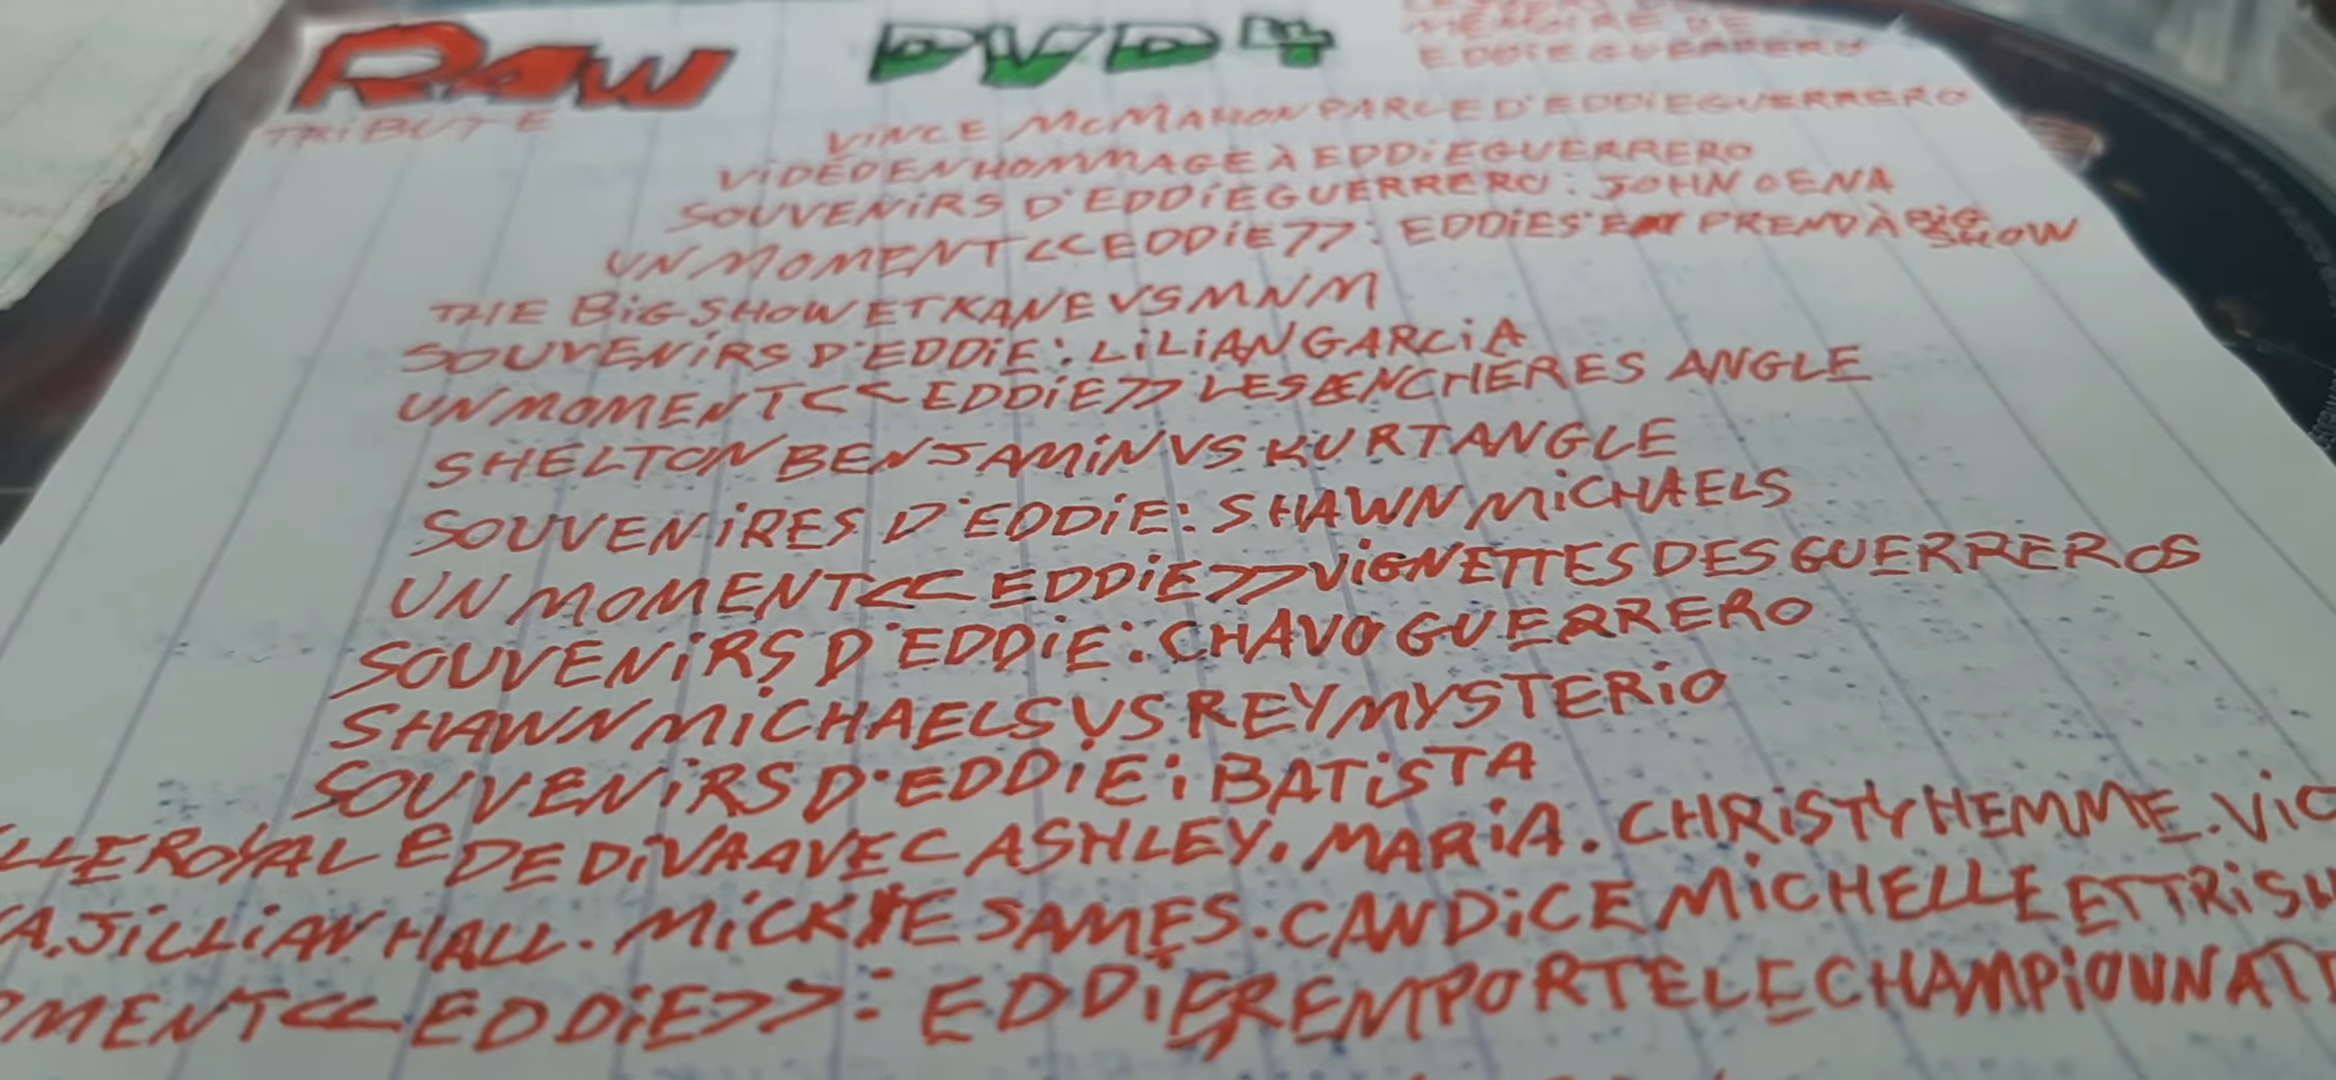 RAW DVD4
MÉMOIRE DE
EDDIE GUERRERO
TRIBUTE
VINCE MCMAHON PARLE D'EDDIE GUERRERO
VIDÉO EN HOMMAGE À EDDIE GUERRERO
SOUVENIRS D'EDDIE GUERRERO: JOHN CENA
UN MOMENT <<EDDIE>>: EDDIE S'EN PREND À BIG SHOW
THE BIG SHOW ET KANE VS MNM
SOUVENIRS D'EDDIE: LILIAN GARCIA
UN MOMENT <<EDDIE>> LES ENCHÈRES ANGLE
SHELTON BENJAMIN VS KURT ANGLE
SOUVENIRES D'EDDIE: SHAWN MICHAELS
UN MOMENT <<EDDIE>> VIGNETTES DES GUERREROS
SOUVENIRS D'EDDIE: CHAVO GUERRERO
SHAWN MICHAELS VS REY MYSTERIO
SOUVENIRS D'EDDIE: BATISTA
LLE ROYALE DE DIVA AVEC ASHLEY. MARIA. CHRISTY HEMME. VIC
A. JILLIAN HALL. MICKIE JAMES. CANDICE MICHELLE ET TRISH
MENT <<EDDIE>>: EDDIE REMPORTE LE CHAMPIONNAT